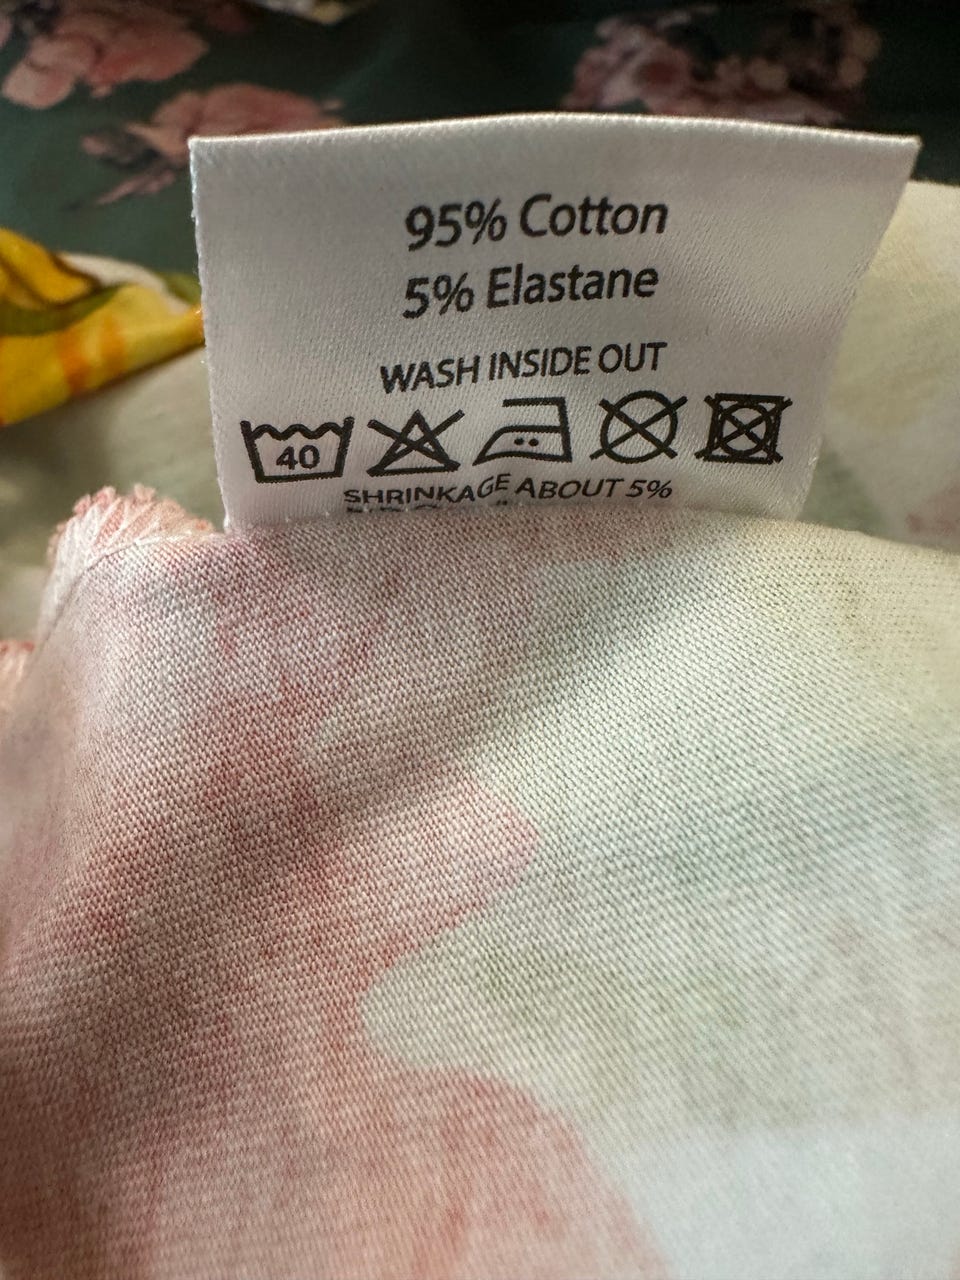 95% Cotton
5% Elastane
WASH INSIDE OUT
40
SHRINKAGE ABOUT 5%